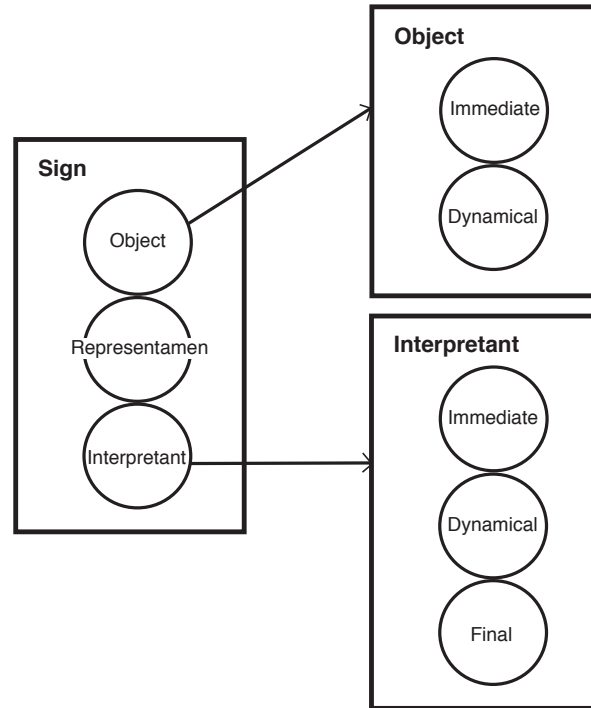 Sign
Object
Representamen
Interpretant
Object
Immediate
Dynamical
Interpretant
Immediate
Dynamical
Final